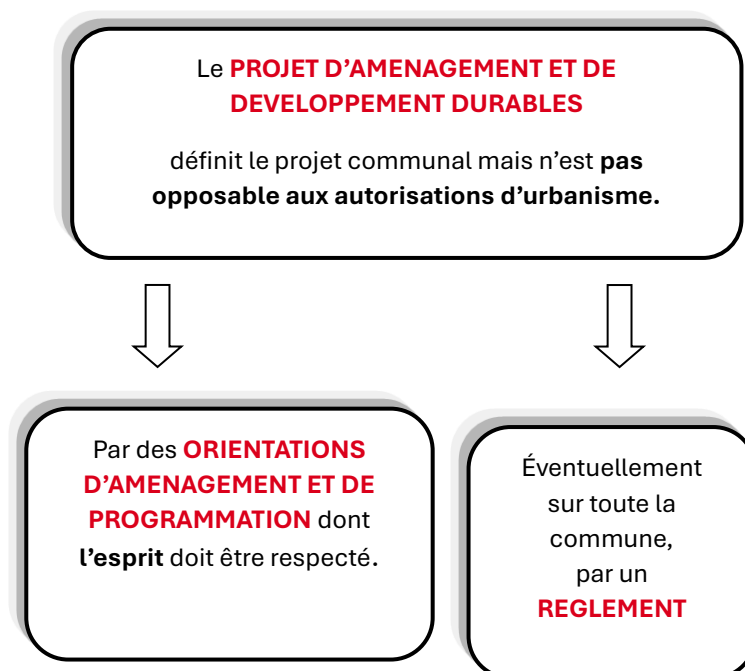 Le PROJET D’AMENAGEMENT ET DE
DEVELOPPEMENT DURABLES
définit le projet communal mais n’est pas
opposable aux autorisations d’urbanisme.
Par des ORIENTATIONS
D’AMENAGEMENT ET DE
PROGRAMMATION dont
l’esprit doit être respecté.
Éventuellement
sur toute la
commune,
par un
REGLEMENT